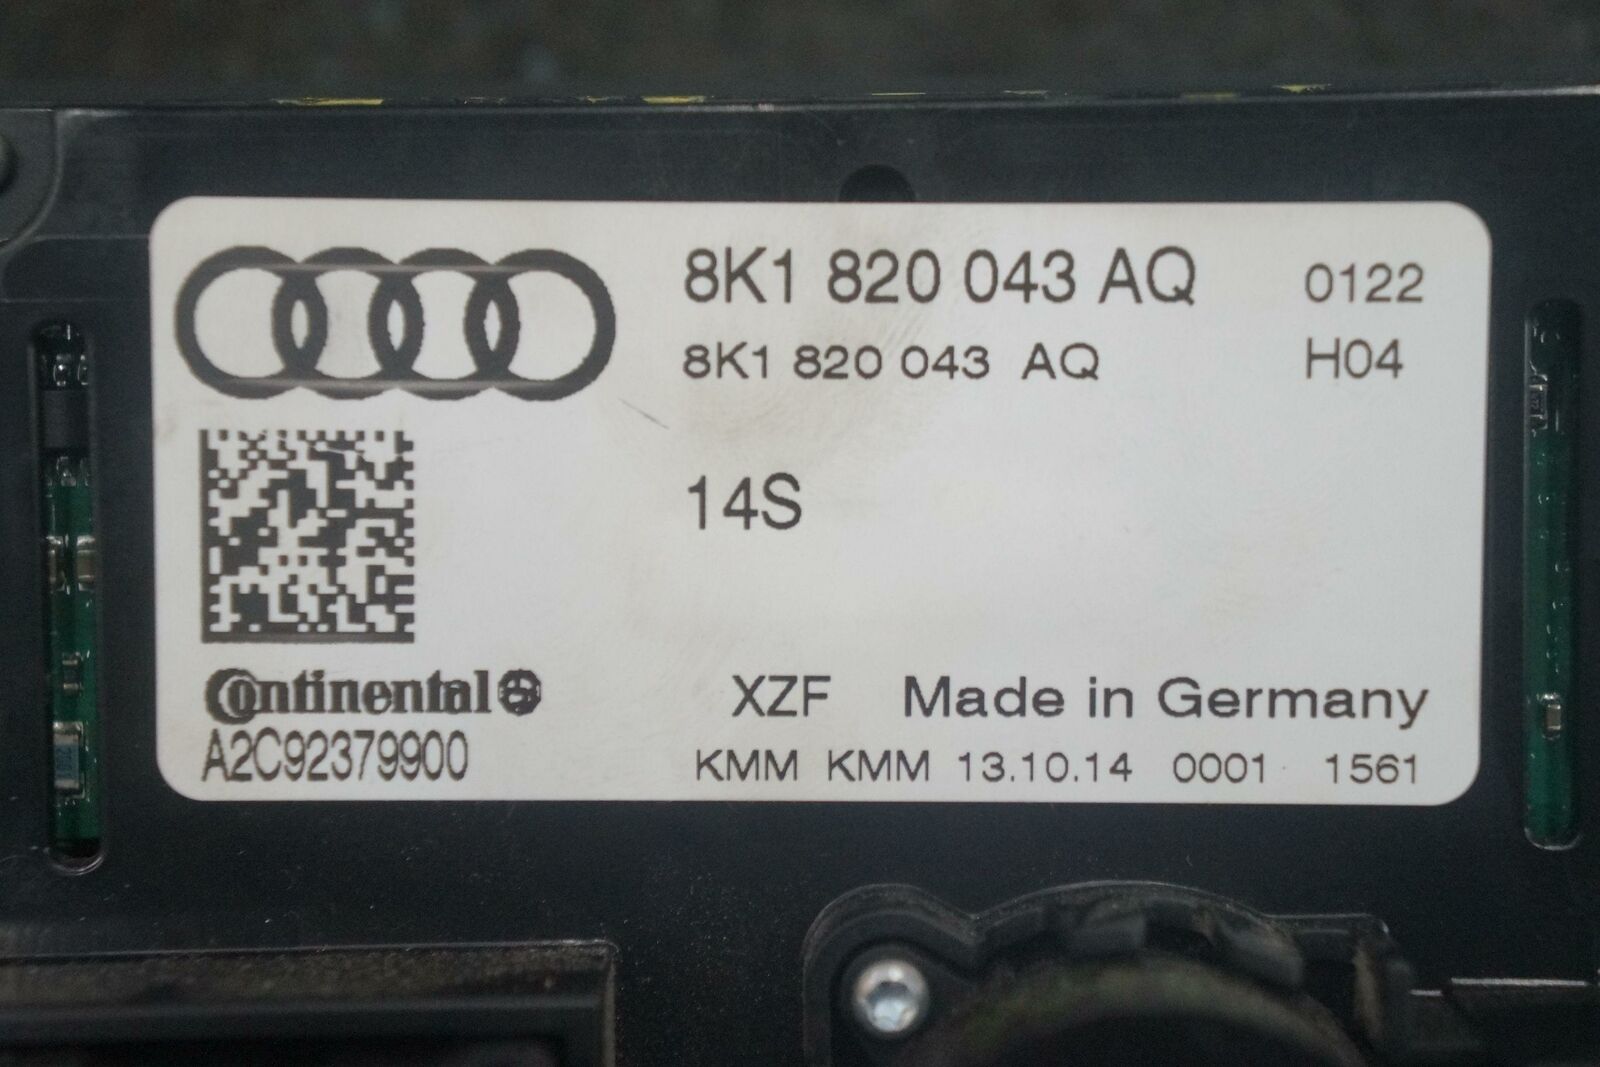 8K1 820 043 AQ 0122
8K1 820 043 AQ H04
14S
Continental
XZF Made in Germany
A2C92379900
KMM KMM 13.10.14 0001 1561